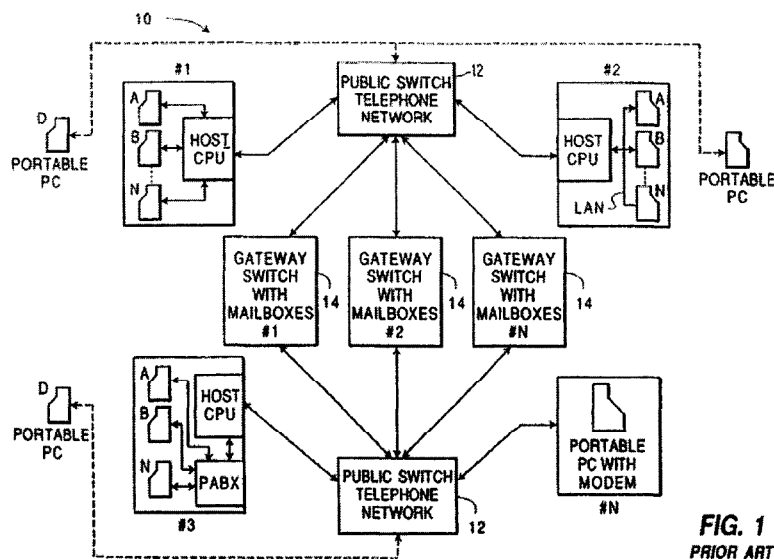 10
#1
A
B
N
HOST
CPU
D
PORTABLE
PC
PUBLIC SWITCH
TELEPHONE
NETWORK
12
#2
HOST
CPU
A
B
N
LAN
PORTABLE
PC
GATEWAY
SWITCH
WITH
MAILBOXES
#1
14
GATEWAY
SWITCH
WITH
MAILBOXES
#2
14
GATEWAY
SWITCH
WITH
MAILBOXES
#N
14
D
PORTABLE
PC
A
B
N
HOST
CPU
PABX
#3
PUBLIC SWITCH
TELEPHONE
NETWORK
12
PORTABLE
PC WITH
MODEM
#N
FIG. 1
PRIOR ART